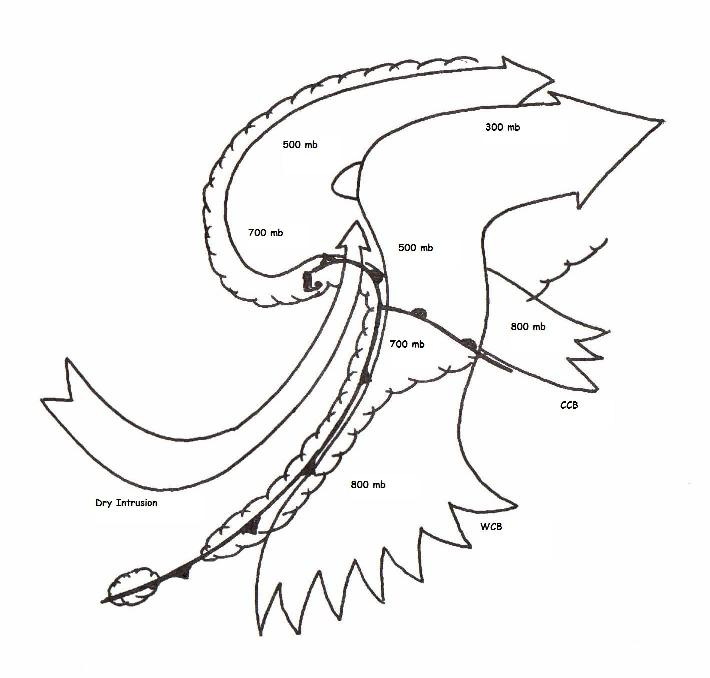 500 mb
300 mb
700 mb
500 mb
L
800 mb
700 mb
CCB
800 mb
Dry Intrusion
WCB